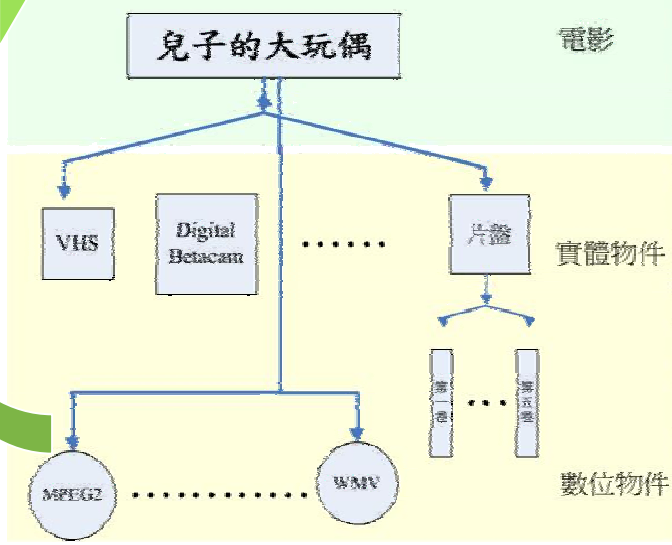 兒子的大玩偶
電影
VHS
Digital
Betacam
......
片盤
實體物件
第一卷
...
第五卷
MPEG2
.............
WMV
數位物件